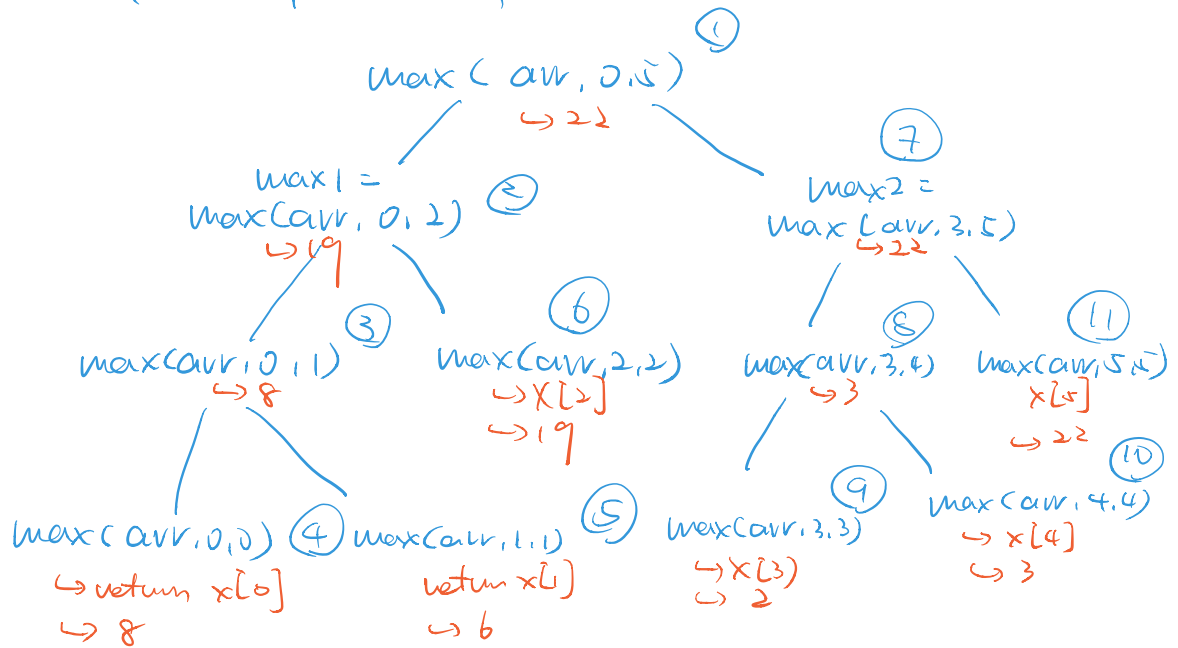 ①
max ( arr, 0,5)
↪ 22
⑦
max1 =
②
max2 =
max(arr, 0, 2)
max (arr,3,5)
↪ 19
↪ 22
⑥
③
⑧
⑪
max(arr,0,1)
max(arr,2,2)
max(arr,3,4)
max(arr,5,5)
↪ 8
↪ X[2]
↪ 3
x[5]
↪ 19
↪ 22
⑩
⑨
⑤
max(arr,4,4)
max(arr,0,0)
④
max(arr,1,1)
max(arr,3,3)
↪ x[4]
↪ return x[0]
return x[1]
↪ X[3)
↪ 3
↪ 8
↪ 6
↪ 2